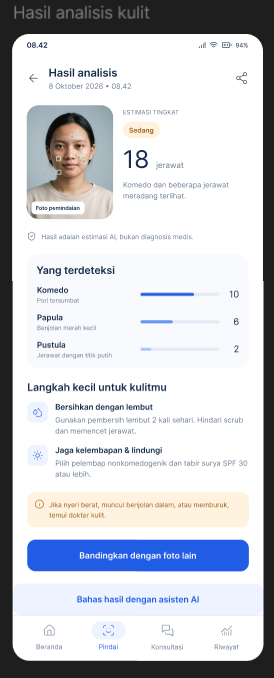 Hasil analisis kulit
08.42
94%
Hasil analisis
8 Oktober 2026 • 08.42
ESTIMASI TINGKAT
Sedang
18 jerawat
Komedo dan beberapa jerawat
meradang terlihat.
Foto pemindaian
Hasil adalah estimasi AI, bukan diagnosis medis.
Yang terdeteksi
Komedo
Pori tersumbat
10
Papula
Benjolan merah kecil
6
Pustula
Jerawat dengan titik putih
2
Langkah kecil untuk kulitmu
Bersihkan dengan lembut
Gunakan pembersih lembut 2 kali sehari. Hindari scrub
dan memencet jerawat.
Jaga kelembapan & lindungi
Pilih pelembap nonkomedogenik dan tabir surya SPF 30
atau lebih.
Jika nyeri berat, muncul benjolan dalam, atau memburuk,
temui dokter kulit.
Bandingkan dengan foto lain
Bahas hasil dengan asisten AI
Beranda
Pindai
Konsultasi
Riwayat